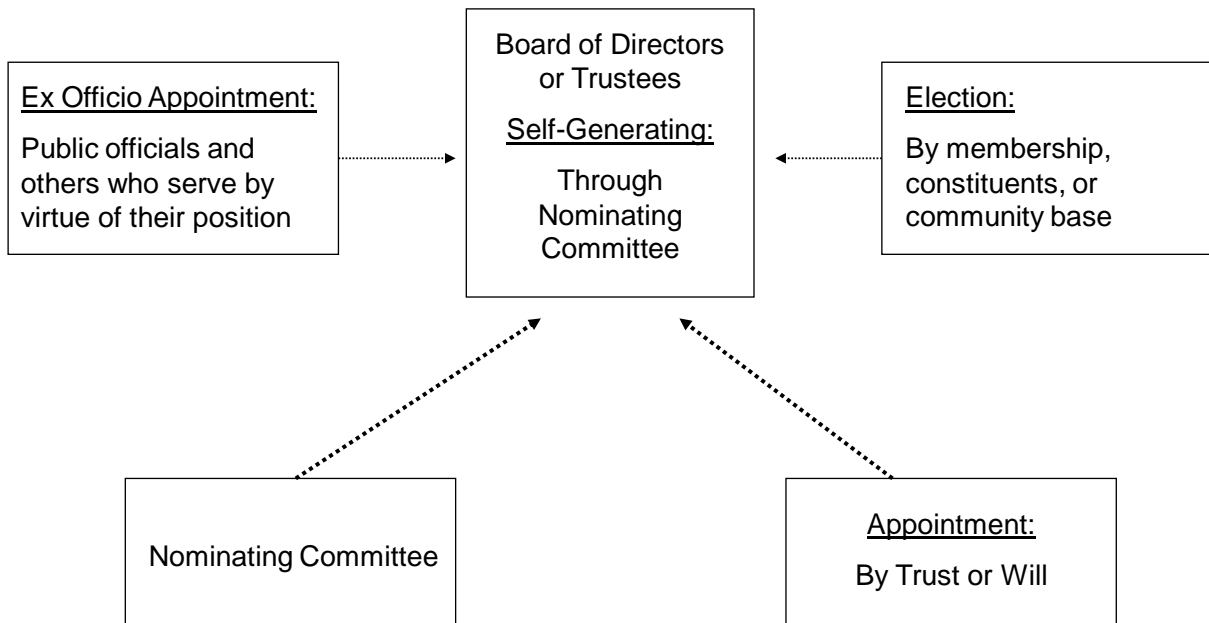 Board of Directors
or Trustees
Self-Generating:
Through
Nominating
Committee
Ex Officio Appointment:
Public officials and
others who serve by
virtue of their position
Election:
By membership,
constituents, or
community base
Nominating Committee
Appointment:
By Trust or Will